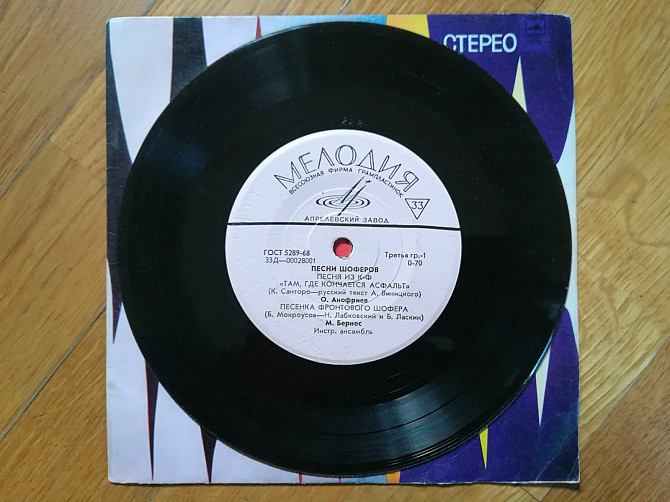 СТЕРЕО
МЕЛОДИЯ
ВСЕСОЮЗНАЯ ФИРМА ГРАМПЛАСТИНОК
33
АПРЕЛЕВСКИЙ ЗАВОД
ГОСТ 5289-68
33Д—00028001
Третья гр.-1
0-70
ПЕСНИ ШОФЕРОВ
ПЕСНЯ ИЗ К-Ф
«ТАМ, ГДЕ КОНЧАЕТСЯ АСФАЛЬТ»
(К. Санторо—русский текст А. Виницкого)
О. Анофриев
ПЕСЕНКА ФРОНТОВОГО ШОФЕРА
(Б. Мокроусов—Н. Лабковский и Б. Ласкин)
М. Бернес
Инстр. ансамбль